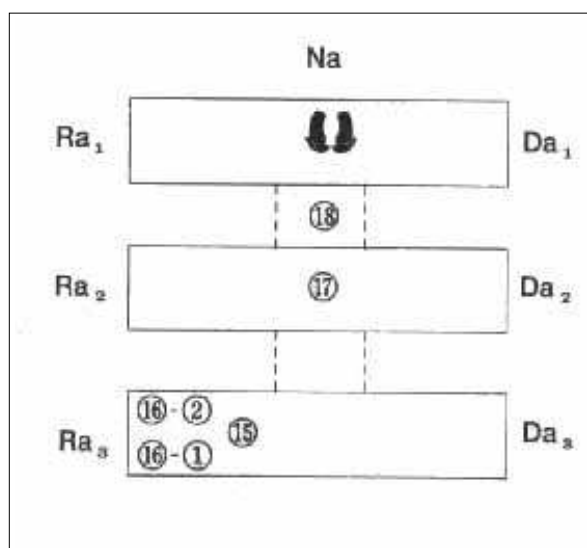 Na
Ra₁ Da₁
⑱
Ra₂ ⑰ Da₂
⑯-②
Ra₃ ⑮ Da₃
⑯-①